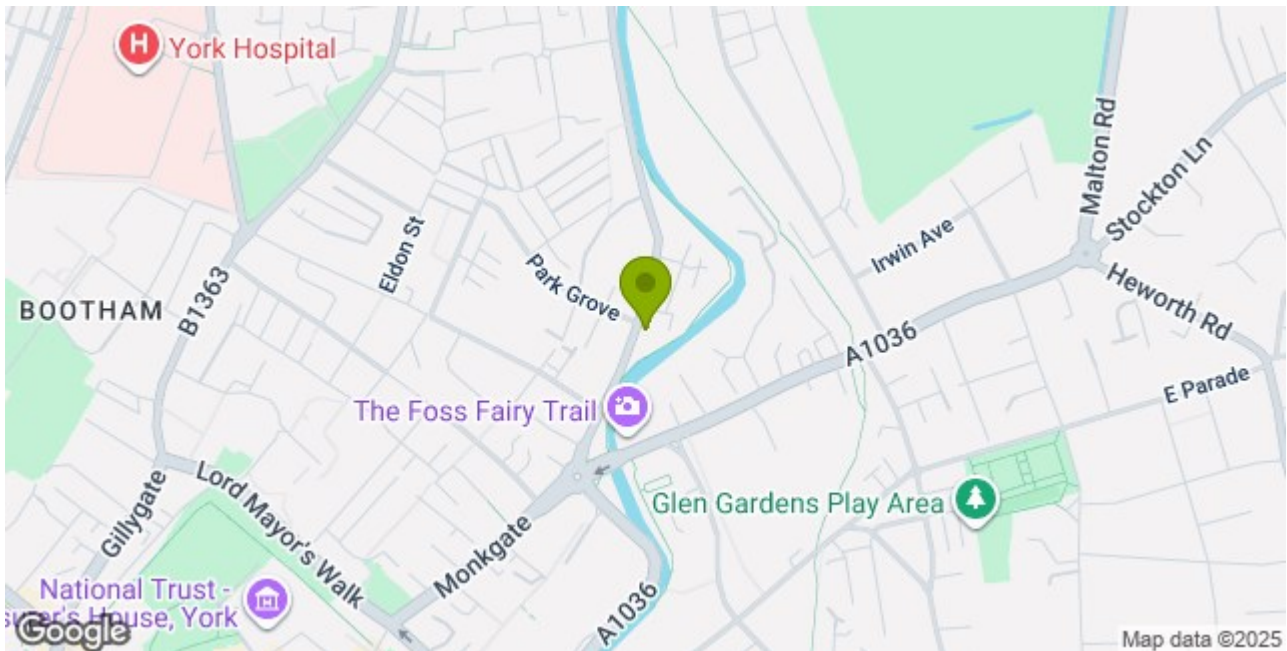 H York Hospital
Malton Rd
Stockton Ln
Irwin Ave
Eldon St
Park Grove
Heworth Rd
BOOTHAM
B1363
A1036
E Parade
The Foss Fairy Trail
Lord Mayor's Walk
Glen Gardens Play Area
Gillygate
Monkgate
National Trust -
surer's House, York
A1036
Google
Map data ©2025